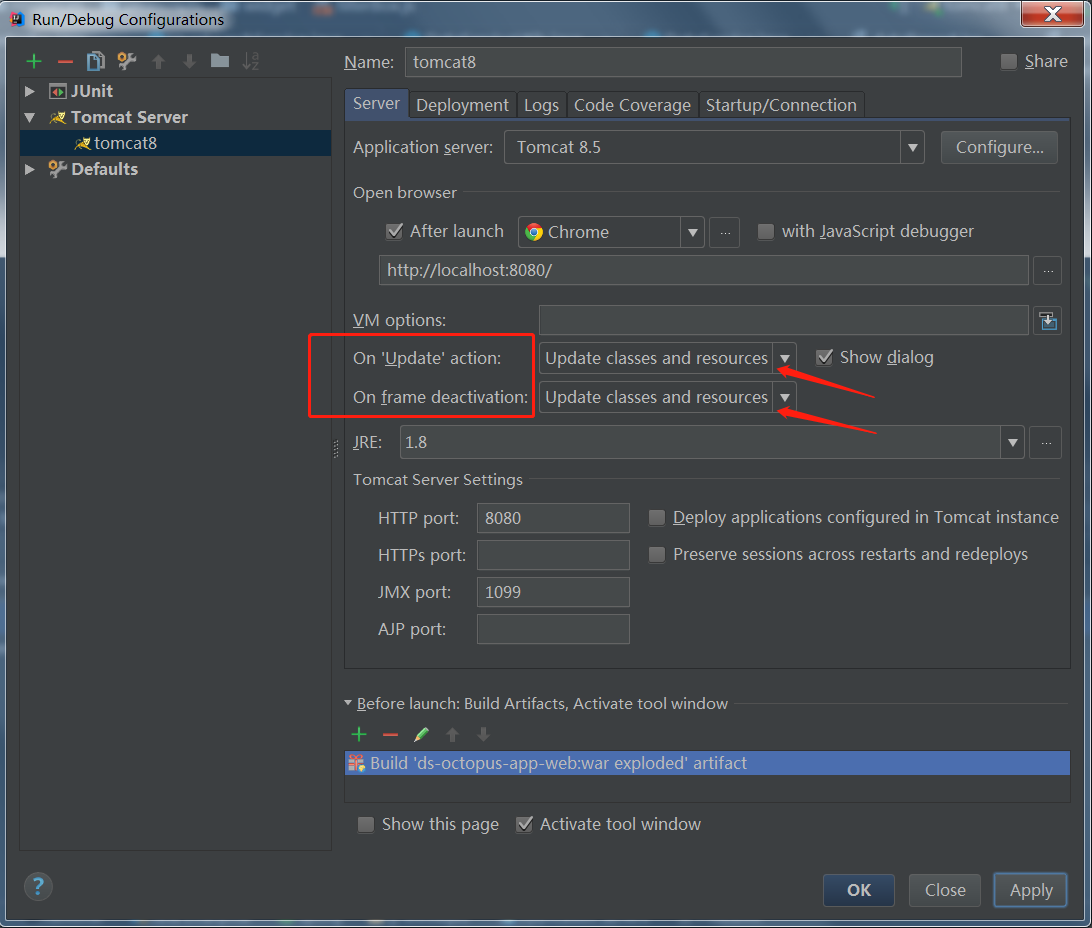 Run/Debug Configurations
JUnit
Tomcat Server
tomcat8
Defaults
Name: tomcat8 Share
Server Deployment Logs Code Coverage Startup/Connection
Application server: Tomcat 8.5 Configure...
Open browser
After launch Chrome ... with JavaScript debugger
http://localhost:8080/ ...
VM options:
On 'Update' action: Update classes and resources Show dialog
On frame deactivation: Update classes and resources
JRE: 1.8 ...
Tomcat Server Settings
HTTP port: 8080 Deploy applications configured in Tomcat instance
HTTPs port: Preserve sessions across restarts and redeploys
JMX port: 1099
AJP port:
Before launch: Build Artifacts, Activate tool window
Build 'ds-octopus-app-web:war exploded' artifact
Show this page Activate tool window
? OK Close Apply